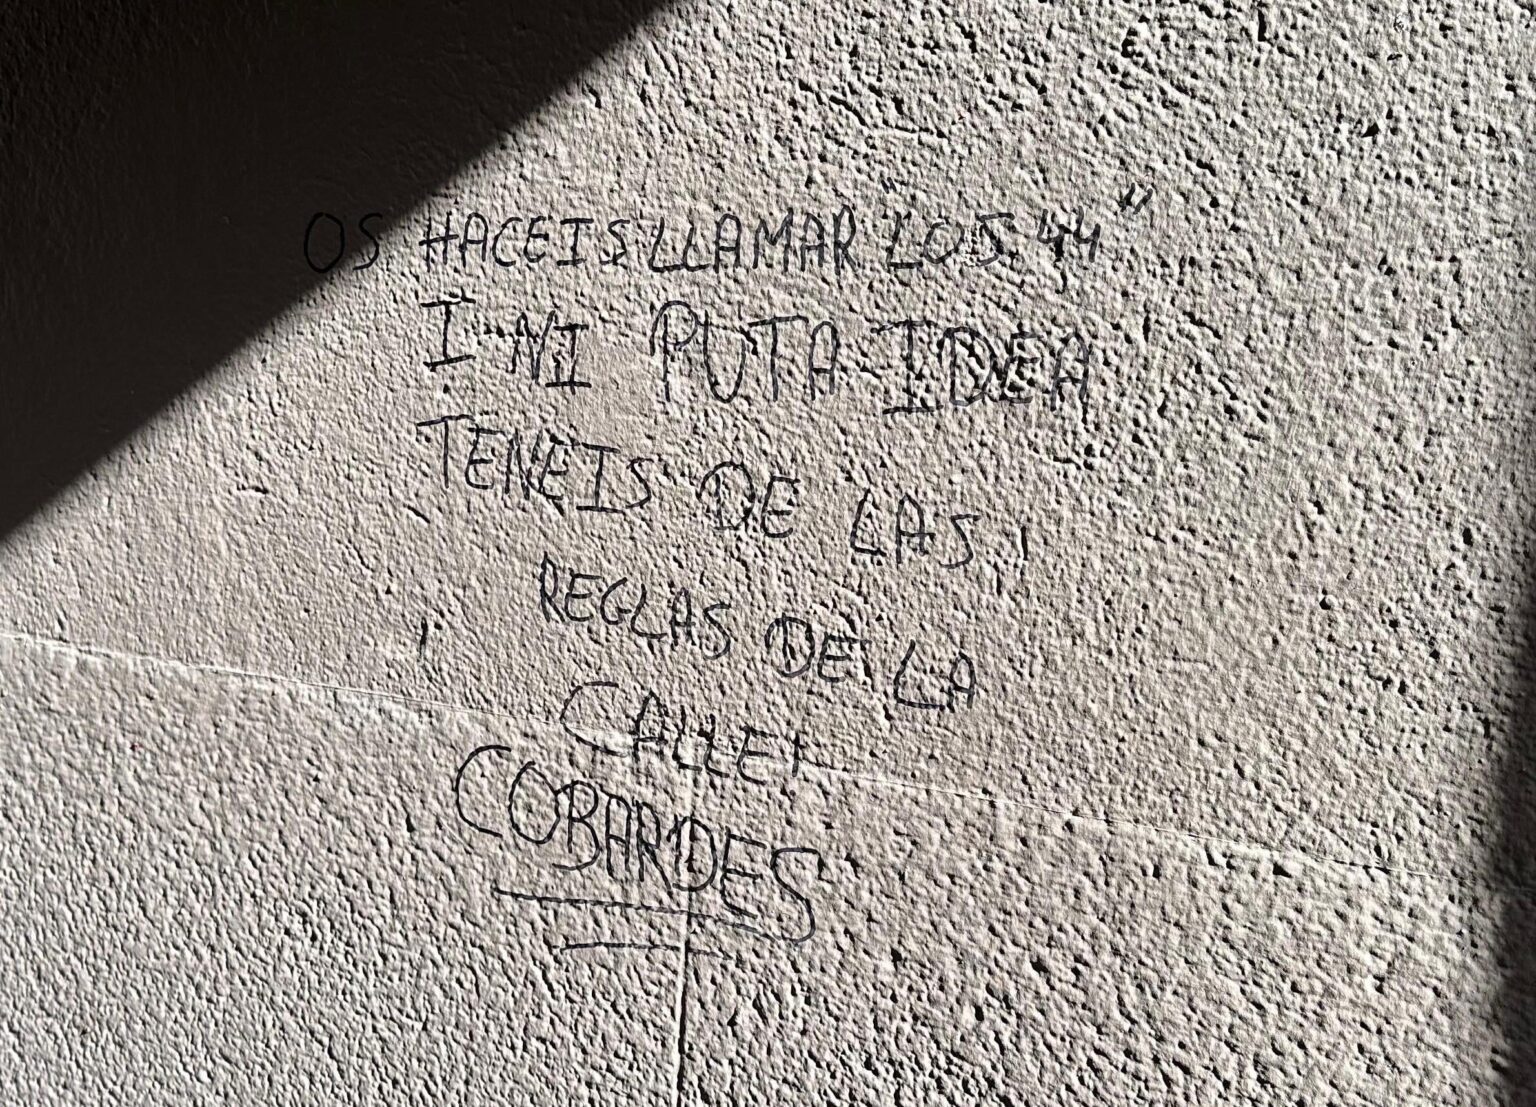 OS HACEIS LLAMAR "LOS 44"
I NI PUTA IDEA
TENEIS DE LAS
REGLAS DE LA
CALLE!
COBARDES